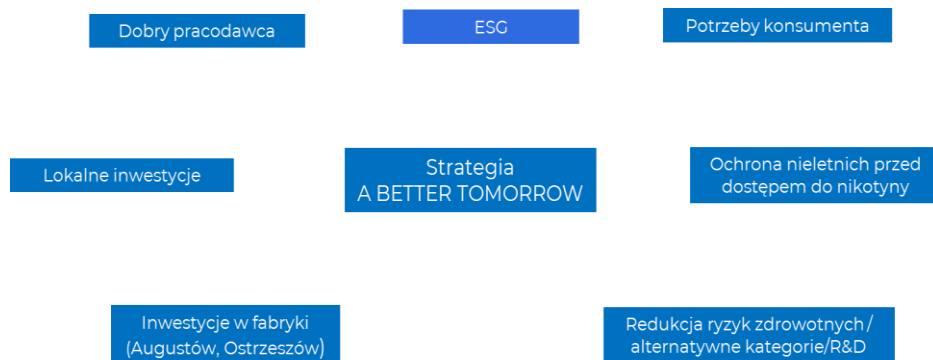 Dobry pracodawca
ESG
Potrzeby konsumenta
Lokalne inwestycje
Strategia
A BETTER TOMORROW
Ochrona nieletnich przed
dostępem do nikotyny
Inwestycje w fabryki
(Augustów, Ostrzeszów)
Redukcja ryzyk zdrowotnych /
alternatywne kategorie/R&D